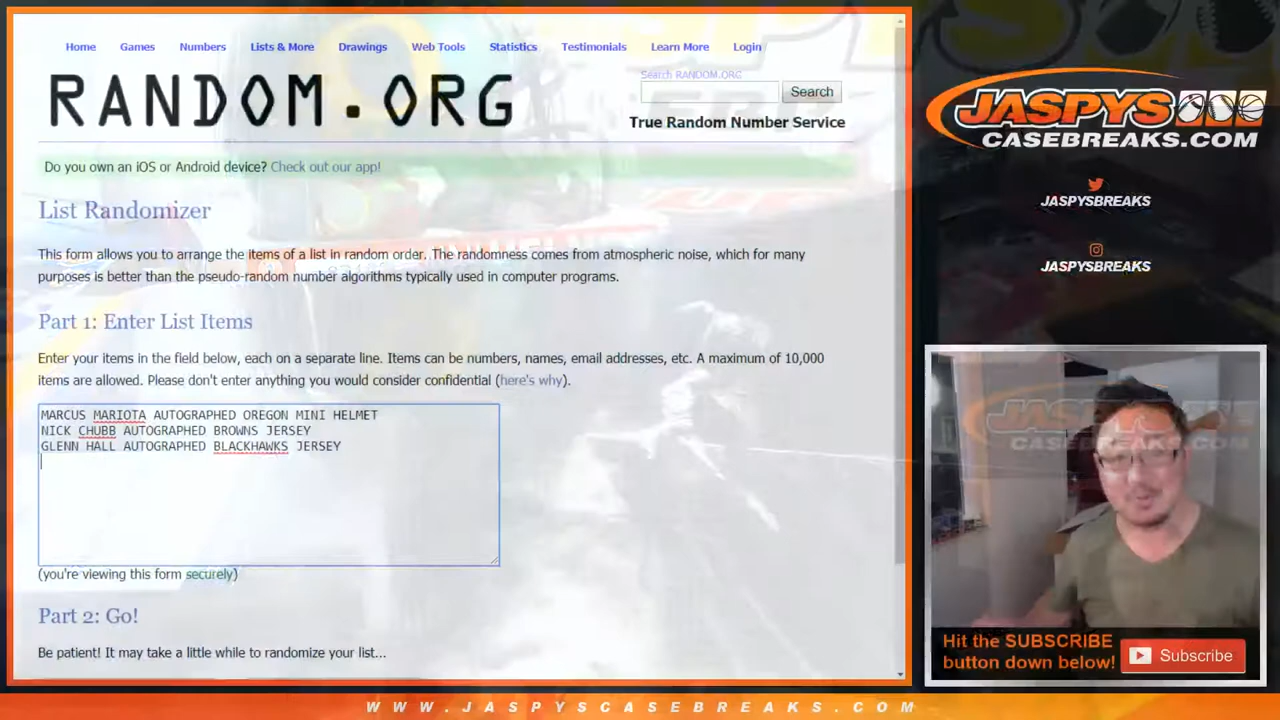 Home Games Numbers Lists & More Drawings Web Tools Statistics Testimonials Learn More Login
RANDOM.ORG
Search RANDOM.ORG
Search
True Random Number Service
Do you own an iOS or Android device? Check out our app!
List Randomizer
This form allows you to arrange the items of a list in random order. The randomness comes from atmospheric noise, which for many
purposes is better than the pseudo-random number algorithms typically used in computer programs.
Part 1: Enter List Items
Enter your items in the field below, each on a separate line. Items can be numbers, names, email addresses, etc. A maximum of 10,000
items are allowed. Please don't enter anything you would consider confidential (here's why).
MARCUS MARIOTA AUTOGRAPHED OREGON MINI HELMET
NICK CHUBB AUTOGRAPHED BROWNS JERSEY
GLENN HALL AUTOGRAPHED BLACKHAWKS JERSEY
(you're viewing this form securely)
Part 2: Go!
Be patient! It may take a little while to randomize your list...
JASPYS
CASEBREAKS.COM
JASPYSBREAKS
JASPYSBREAKS
Hit the SUBSCRIBE
button down below!
Subscribe
WWW.JASPYSCASEBREAKS.COM